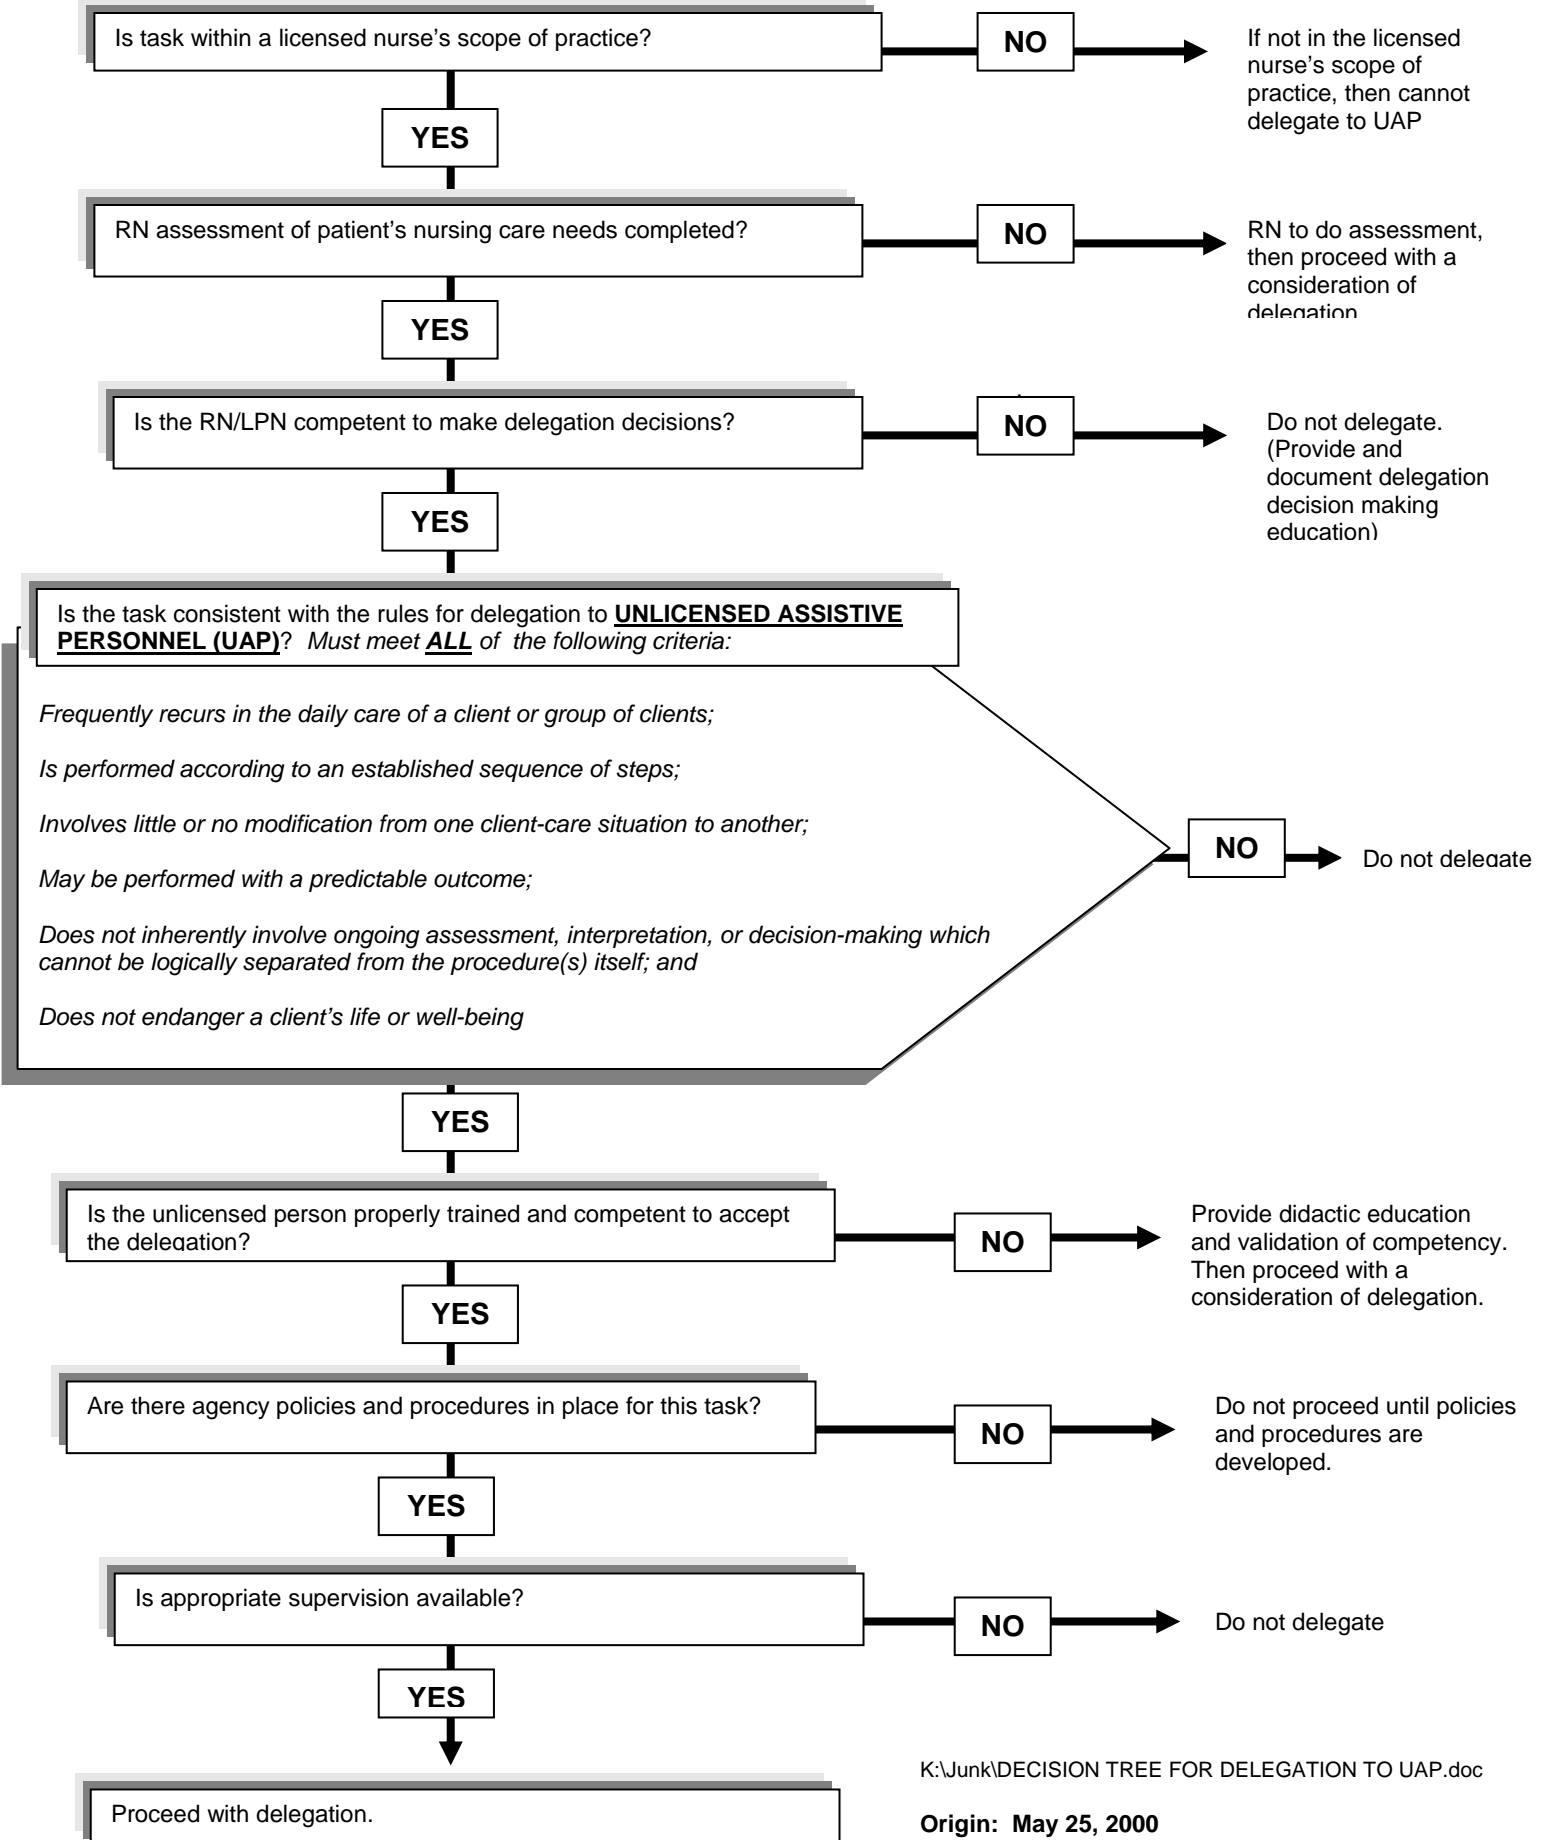 Is task within a licensed nurse’s scope of practice?
NO
If not in the licensed
nurse’s scope of
practice, then cannot
delegate to UAP
YES
RN assessment of patient’s nursing care needs completed?
NO
RN to do assessment,
then proceed with a
consideration of
delegation
YES
Is the RN/LPN competent to make delegation decisions?
NO
Do not delegate.
(Provide and
document delegation
decision making
education)
YES
Is the task consistent with the rules for delegation to UNLICENSED ASSISTIVE
PERSONNEL (UAP)? Must meet ALL of the following criteria:
Frequently recurs in the daily care of a client or group of clients;
Is performed according to an established sequence of steps;
Involves little or no modification from one client-care situation to another;
May be performed with a predictable outcome;
Does not inherently involve ongoing assessment, interpretation, or decision-making which
cannot be logically separated from the procedure(s) itself; and
Does not endanger a client’s life or well-being
NO
Do not delegate
YES
Is the unlicensed person properly trained and competent to accept
the delegation?
NO
Provide didactic education
and validation of competency.
Then proceed with a
consideration of delegation.
YES
Are there agency policies and procedures in place for this task?
NO
Do not proceed until policies
and procedures are
developed.
YES
Is appropriate supervision available?
NO
Do not delegate
YES
Proceed with delegation.
K:\Junk\DECISION TREE FOR DELEGATION TO UAP.doc
Origin: May 25, 2000